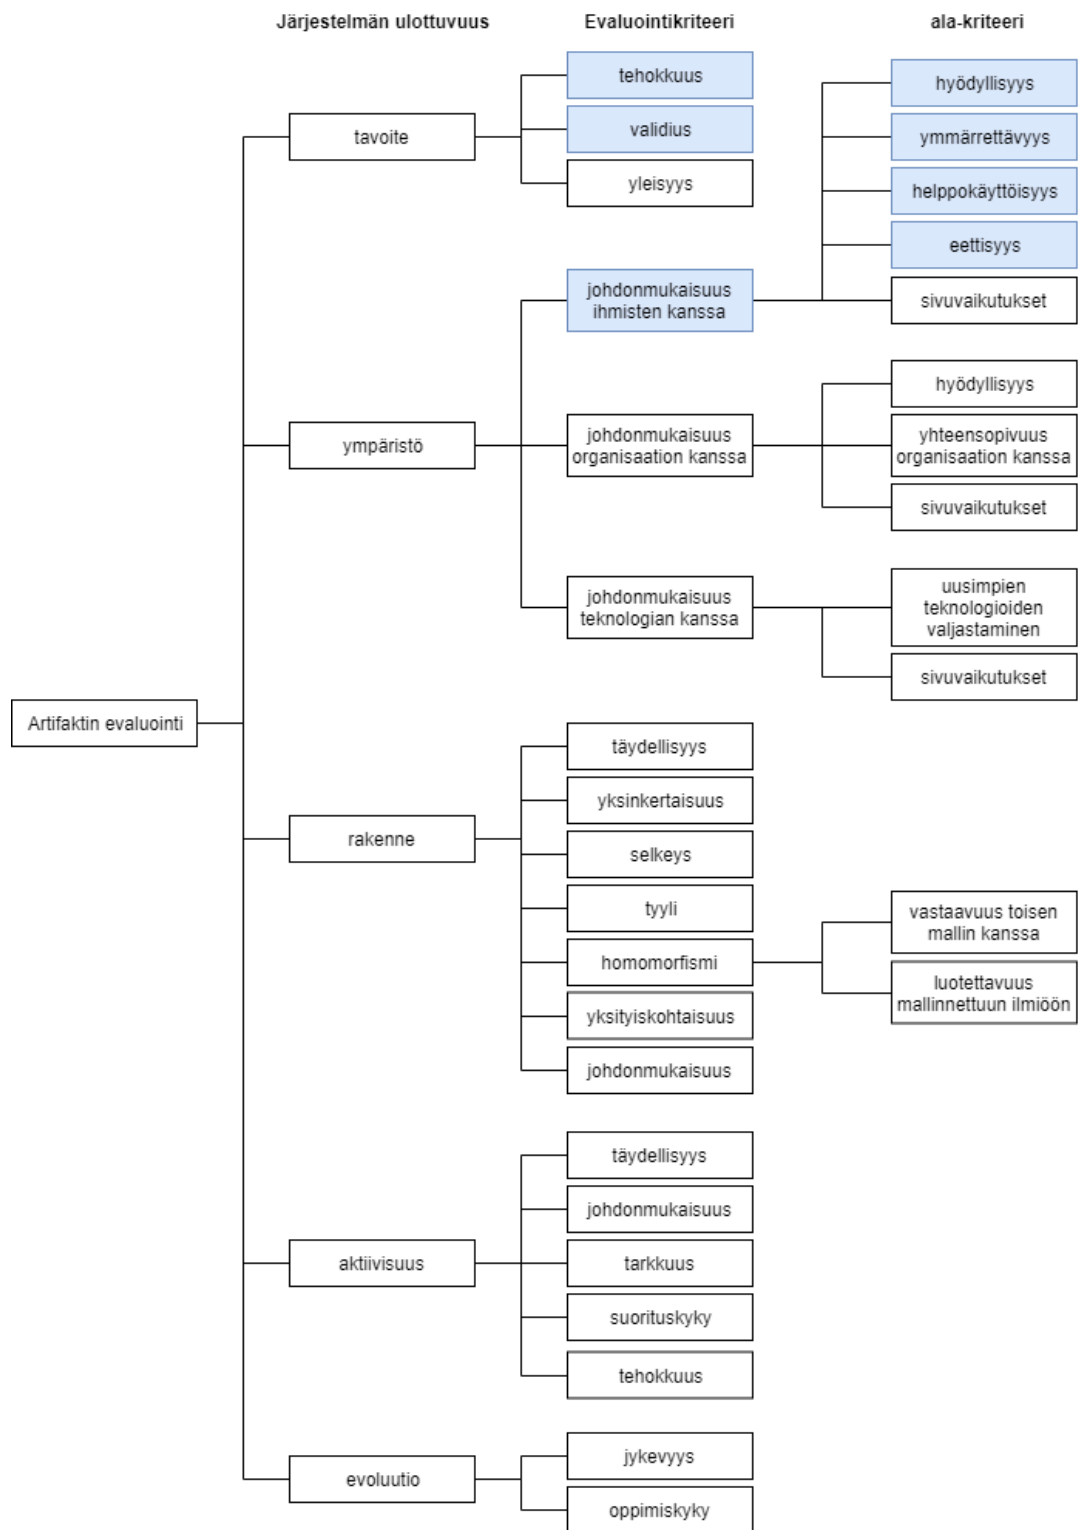 Järjestelmän ulottuvuus
Evaluointikriteeri
ala-kriteeri
Artifaktin evaluointi
tavoite
tehokkuus
validius
yleisyys
ympäristö
johdonmukaisuus
ihmisten kanssa
hyödyllisyys
ymmärrettävyys
helppokäyttöisyys
eettisyys
sivuvaikutukset
johdonmukaisuus
organisaation kanssa
hyödyllisyys
yhteensopivuus
organisaation kanssa
sivuvaikutukset
johdonmukaisuus
teknologian kanssa
uusimpien
teknologioiden
valjastaminen
sivuvaikutukset
rakenne
täydellisyys
yksinkertaisuus
selkeys
tyyli
homomorfismi
vastaavuus toisen
mallin kanssa
luotettavuus
mallinnettuun ilmiöön
yksityiskohtaisuus
johdonmukaisuus
aktiivisuus
täydellisyys
johdonmukaisuus
tarkkuus
suorituskyky
tehokkuus
evoluutio
jykevyys
oppimiskyky